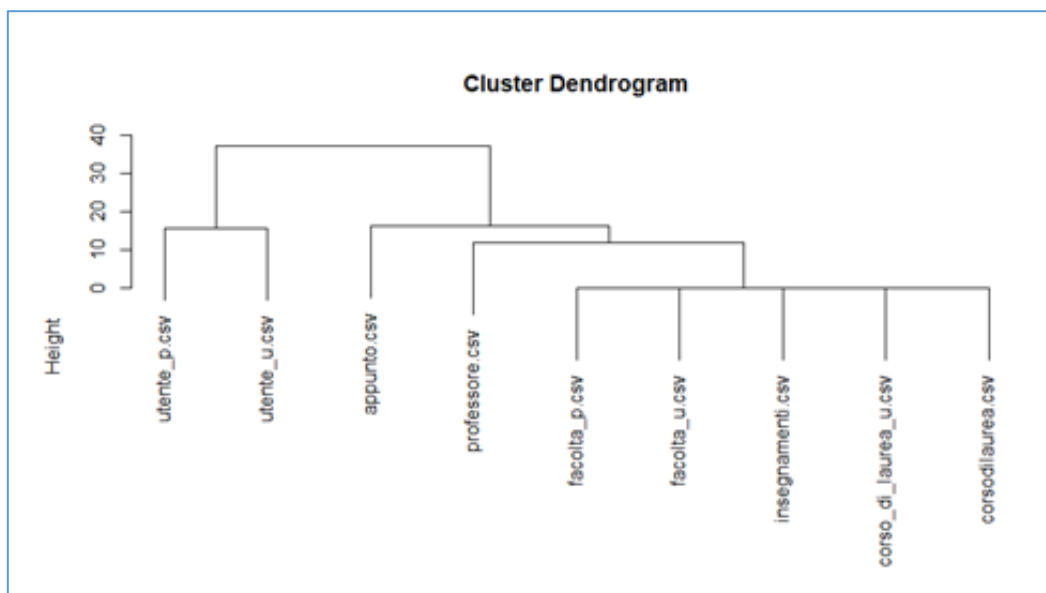 Cluster Dendrogram
40
30
20
10
0
Height
utente_p.csv
utente_u.csv
appunto.csv
professore.csv
facolta_p.csv
facolta_u.csv
insegnamenti.csv
corso_di_laurea_u.csv
corsodilaurea.csv